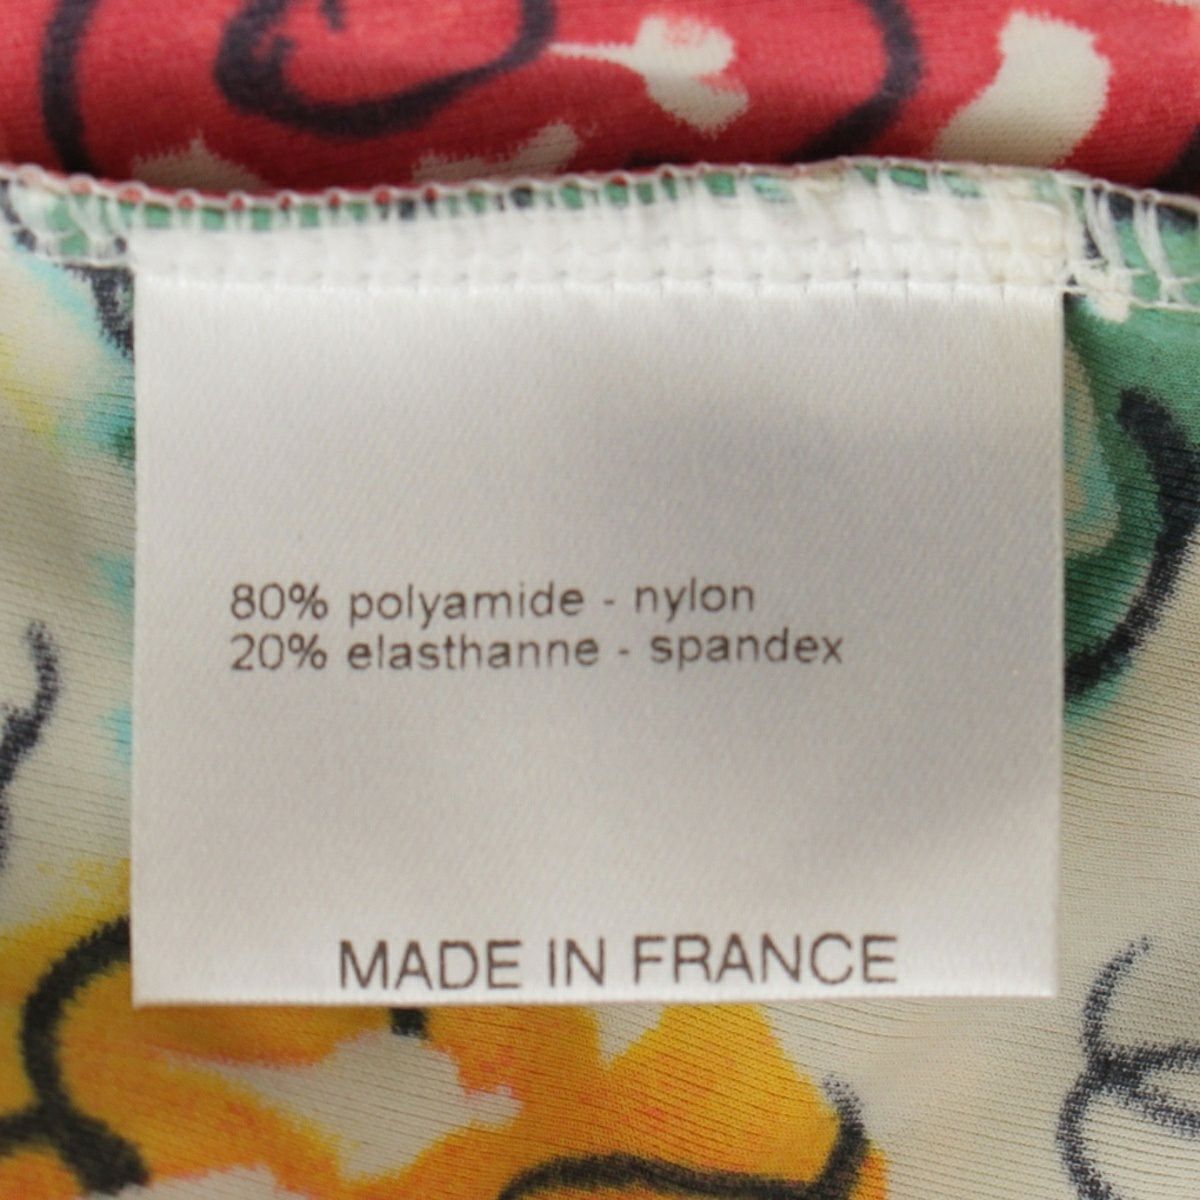 80% polyamide - nylon
20% elasthanne - spandex
MADE IN FRANCE